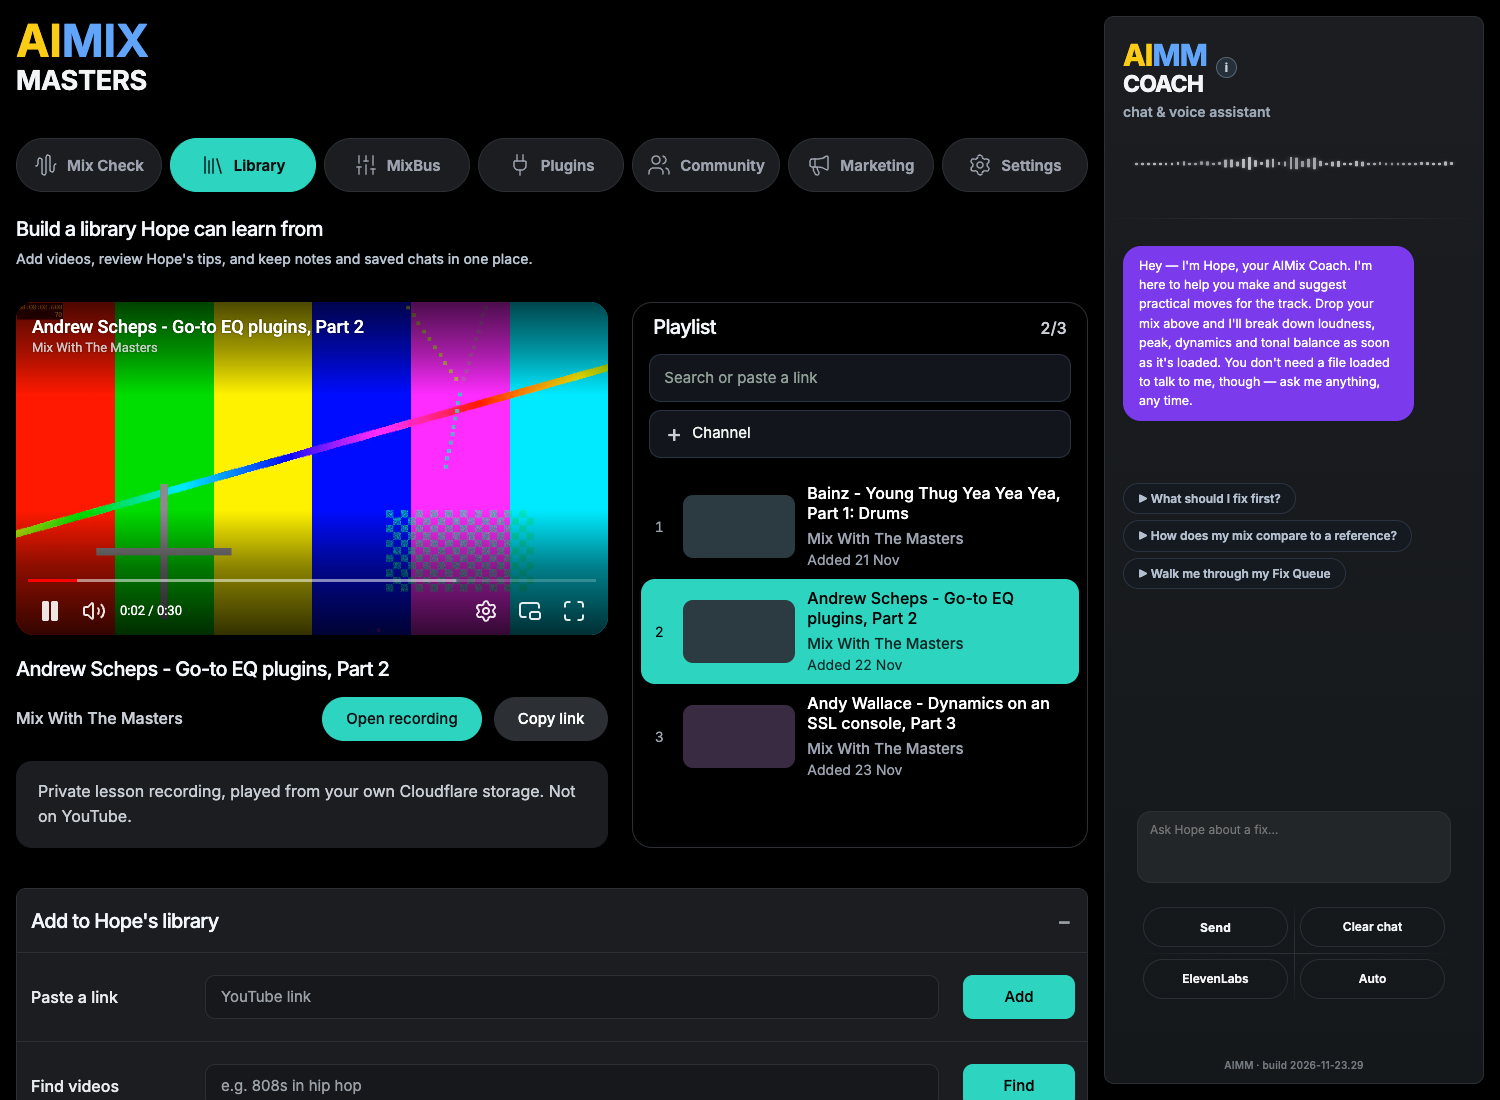 AIMIX
MASTERS
Mix Check
Library
MixBus
Plugins
Community
Marketing
Settings
Build a library Hope can learn from
Add videos, review Hope's tips, and keep notes and saved chats in one place.
Andrew Scheps - Go-to EQ plugins, Part 2
Mix With The Masters
0:02 / 0:30
Andrew Scheps - Go-to EQ plugins, Part 2
Mix With The Masters
Open recording
Copy link
Private lesson recording, played from your own Cloudflare storage. Not
on YouTube.
Playlist
2/3
Search or paste a link
+ Channel
1
Bainz - Young Thug Yea Yea Yea,
Part 1: Drums
Mix With The Masters
Added 21 Nov
2
Andrew Scheps - Go-to EQ
plugins, Part 2
Mix With The Masters
Added 22 Nov
3
Andy Wallace - Dynamics on an
SSL console, Part 3
Mix With The Masters
Added 23 Nov
Add to Hope's library
Paste a link
YouTube link
Add
Find videos
e.g. 808s in hip hop
Find
AIMM
COACH
i
chat & voice assistant
Hey — I'm Hope, your AIMix Coach. I'm
here to help you make and suggest
practical moves for the track. Drop your
mix above and I'll break down loudness,
peak, dynamics and tonal balance as soon
as it's loaded. You don't need a file loaded
to talk to me, though — ask me anything,
any time.
What should I fix first?
How does my mix compare to a reference?
Walk me through my Fix Queue
Ask Hope about a fix...
Send
Clear chat
ElevenLabs
Auto
AIMM · build 2026-11-23.29